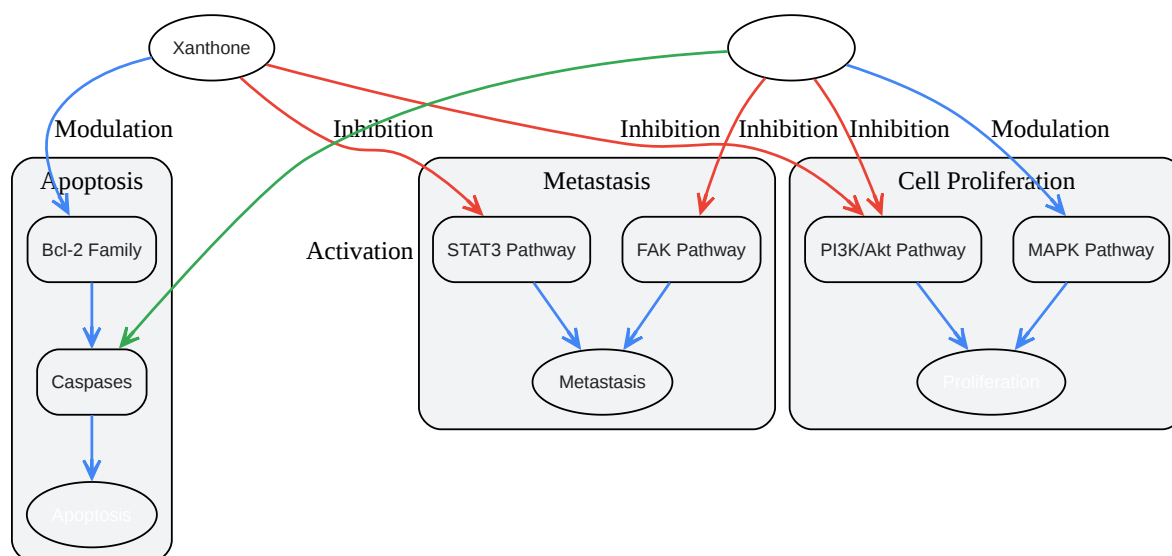 Xanthone
Modulation
Inhibition
Inhibition
Inhibition
Inhibition
Modulation
Apoptosis
Metastasis
Cell Proliferation
Bcl-2 Family
Activation
STAT3 Pathway
FAK Pathway
PI3K/Akt Pathway
MAPK Pathway
Caspases
Metastasis
Proliferation
Apoptosis